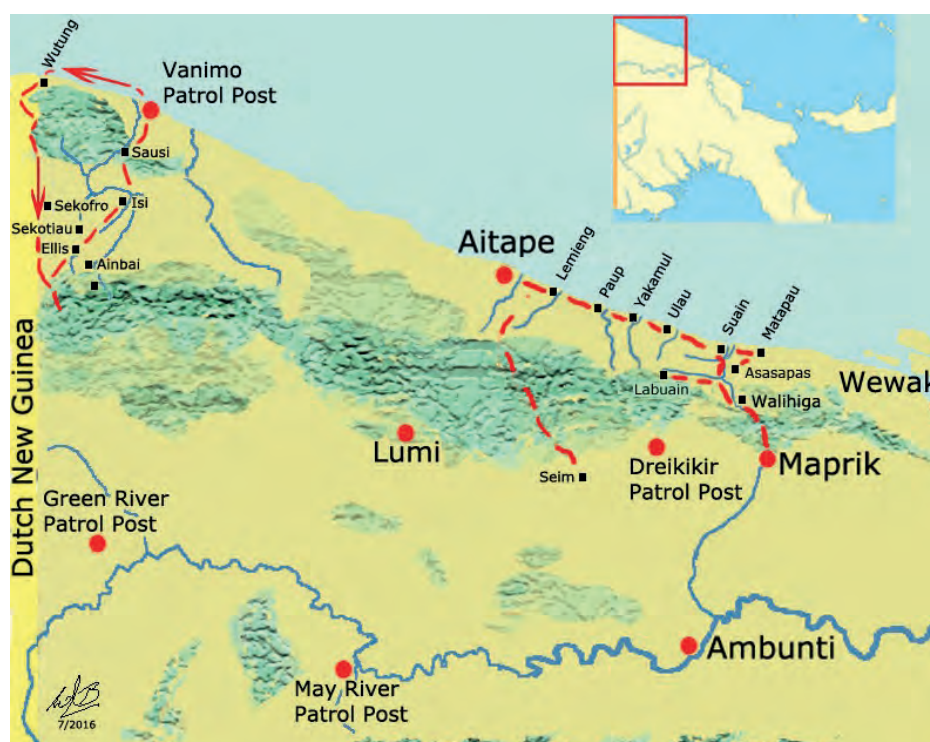 Wutung
Vanimo
Patrol Post
Sausi
Sekofro
Isi
Sekotiau
Ellis
Ainbai
Aitape
Lemieng
Paup
Yakamul
Ulau
Suain
Matapau
Asasapas
Wewak
Labuain
Walihiga
Dutch New Guinea
Lumi
Seim
Dreikikir
Patrol Post
Maprik
Green River
Patrol Post
Ambunti
May River
Patrol Post
7/2016